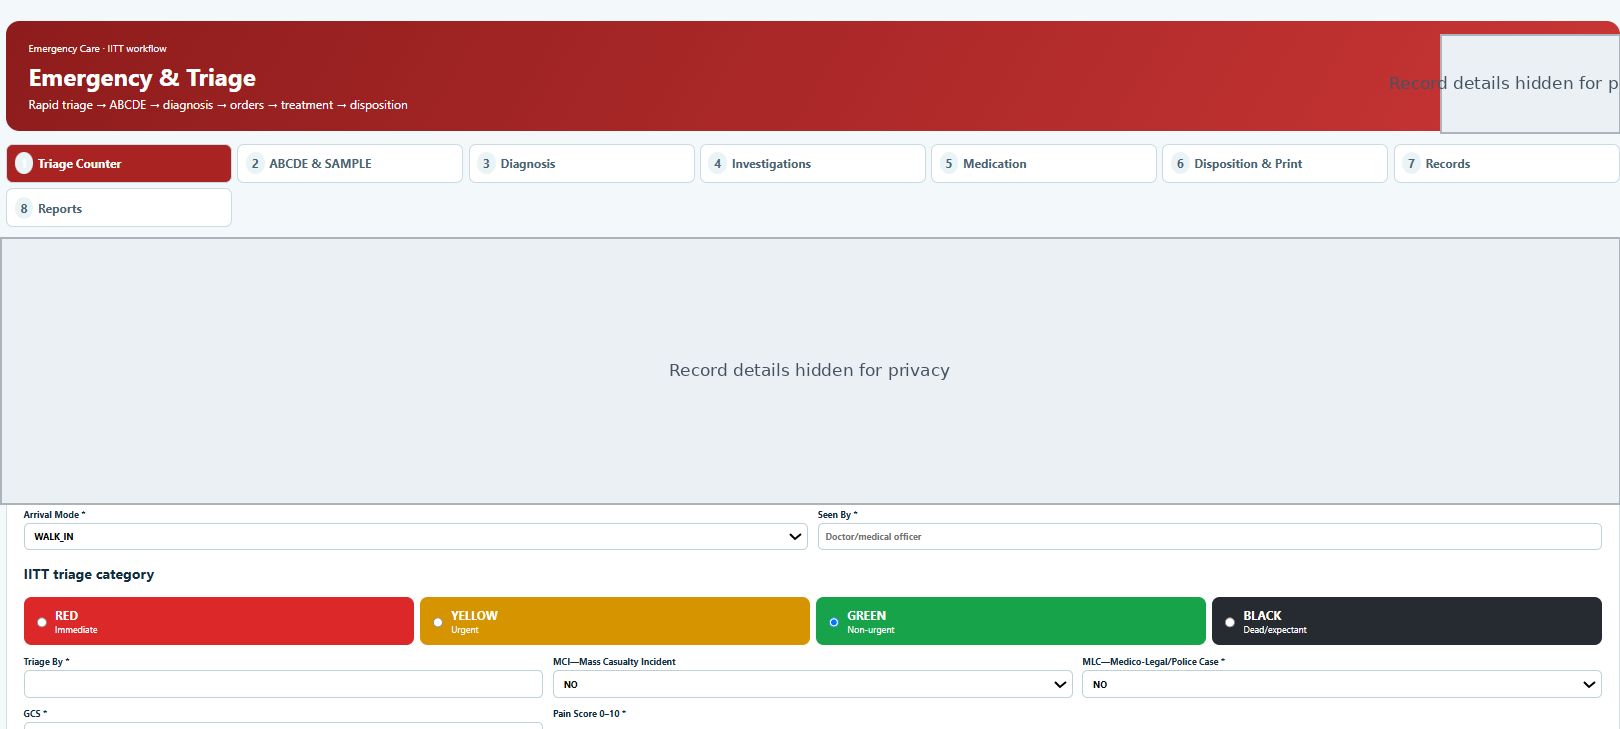 Emergency Care · IITT workflow
Emergency & Triage
Rapid triage → ABCDE → diagnosis → orders → treatment → disposition
Record details hidden for p
1 Triage Counter
2 ABCDE & SAMPLE
3 Diagnosis
4 Investigations
5 Medication
6 Disposition & Print
7 Records
8 Reports
Record details hidden for privacy
Arrival Mode *
Seen By *
WALK_IN
Doctor/medical officer
IITT triage category
RED
Immediate
YELLOW
Urgent
GREEN
Non-urgent
BLACK
Dead/expectant
Triage By *
MCI—Mass Casualty Incident
MLC—Medico-Legal/Police Case *
NO
NO
GCS *
Pain Score 0–10 *